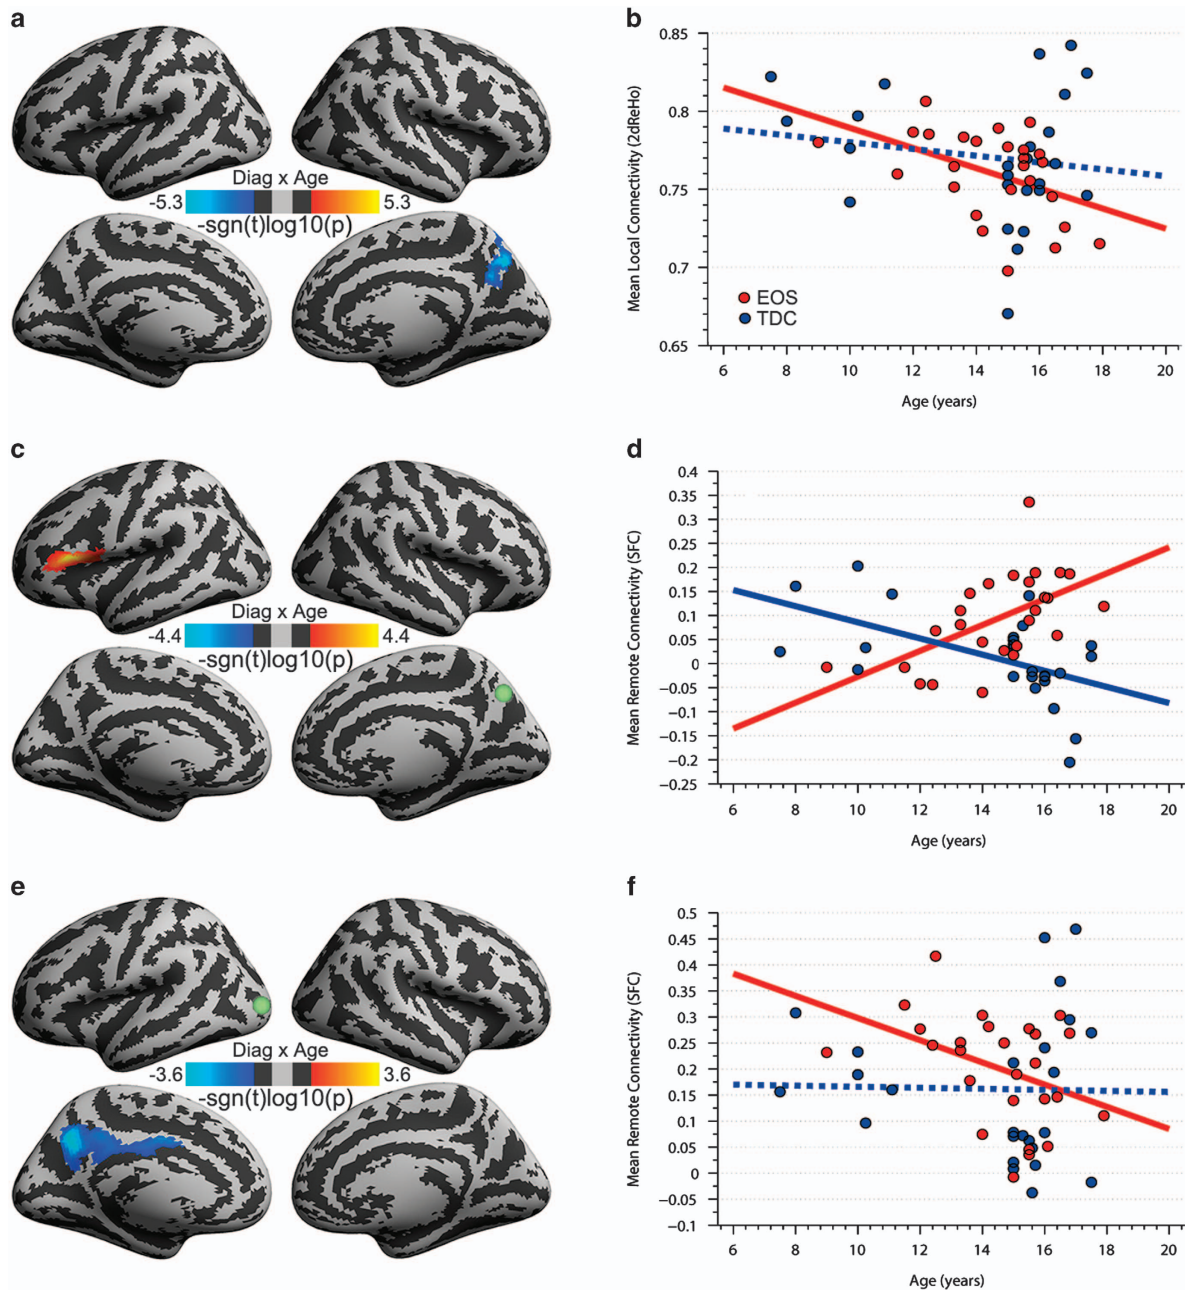 a
Diag x Age
-5.3 5.3
-sgn(t)log10(p)
b
Mean Local Connectivity (2dReHo)
0.85
0.8
0.75
0.7
0.65
EOS
TDC
6 8 10 12 14 16 18 20
Age (years)
c
Diag x Age
-4.4 4.4
-sgn(t)log10(p)
d
Mean Remote Connectivity (SFC)
0.4
0.35
0.3
0.25
0.2
0.15
0.1
0.05
0
−0.05
−0.1
−0.15
−0.2
−0.25
6 8 10 12 14 16 18 20
Age (years)
e
Diag x Age
-3.6 3.6
-sgn(t)log10(p)
f
Mean Remote Connectivity (SFC)
0.5
0.45
0.4
0.35
0.3
0.25
0.2
0.15
0.1
0.05
0
−0.05
−0.1
6 8 10 12 14 16 18 20
Age (years)